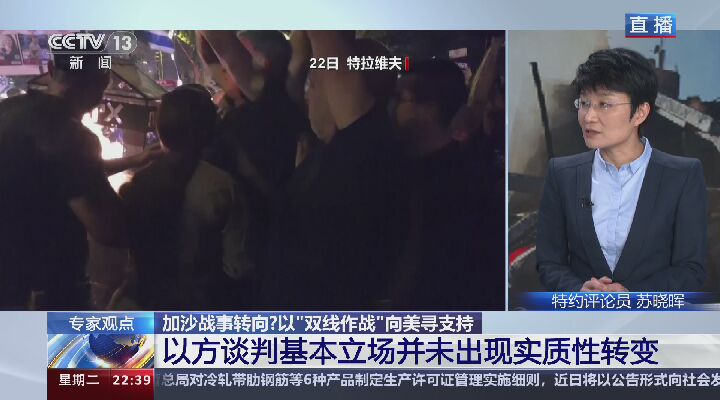 CCTV 13
新闻
22日 特拉维夫
直播
特约评论员 苏晓晖
专家观点
加沙战事转向?以"双线作战"向美寻支持
以方谈判基本立场并未出现实质性转变
星期二 22:39
总局对冷轧带肋钢筋等6种产品制定生产许可证管理实施细则，近日将以公告形式向社会发